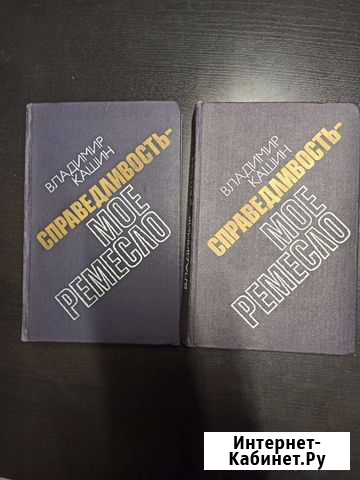 ВЛАДИМИР
КАШИН
СПРАВЕДЛИВОСТЬ-
МОЕ
РЕМЕСЛО
ВЛАДИМИР
КАШИН
СПРАВЕДЛИВОСТЬ-
МОЕ
РЕМЕСЛО
Интернет-
Кабинет.Ру